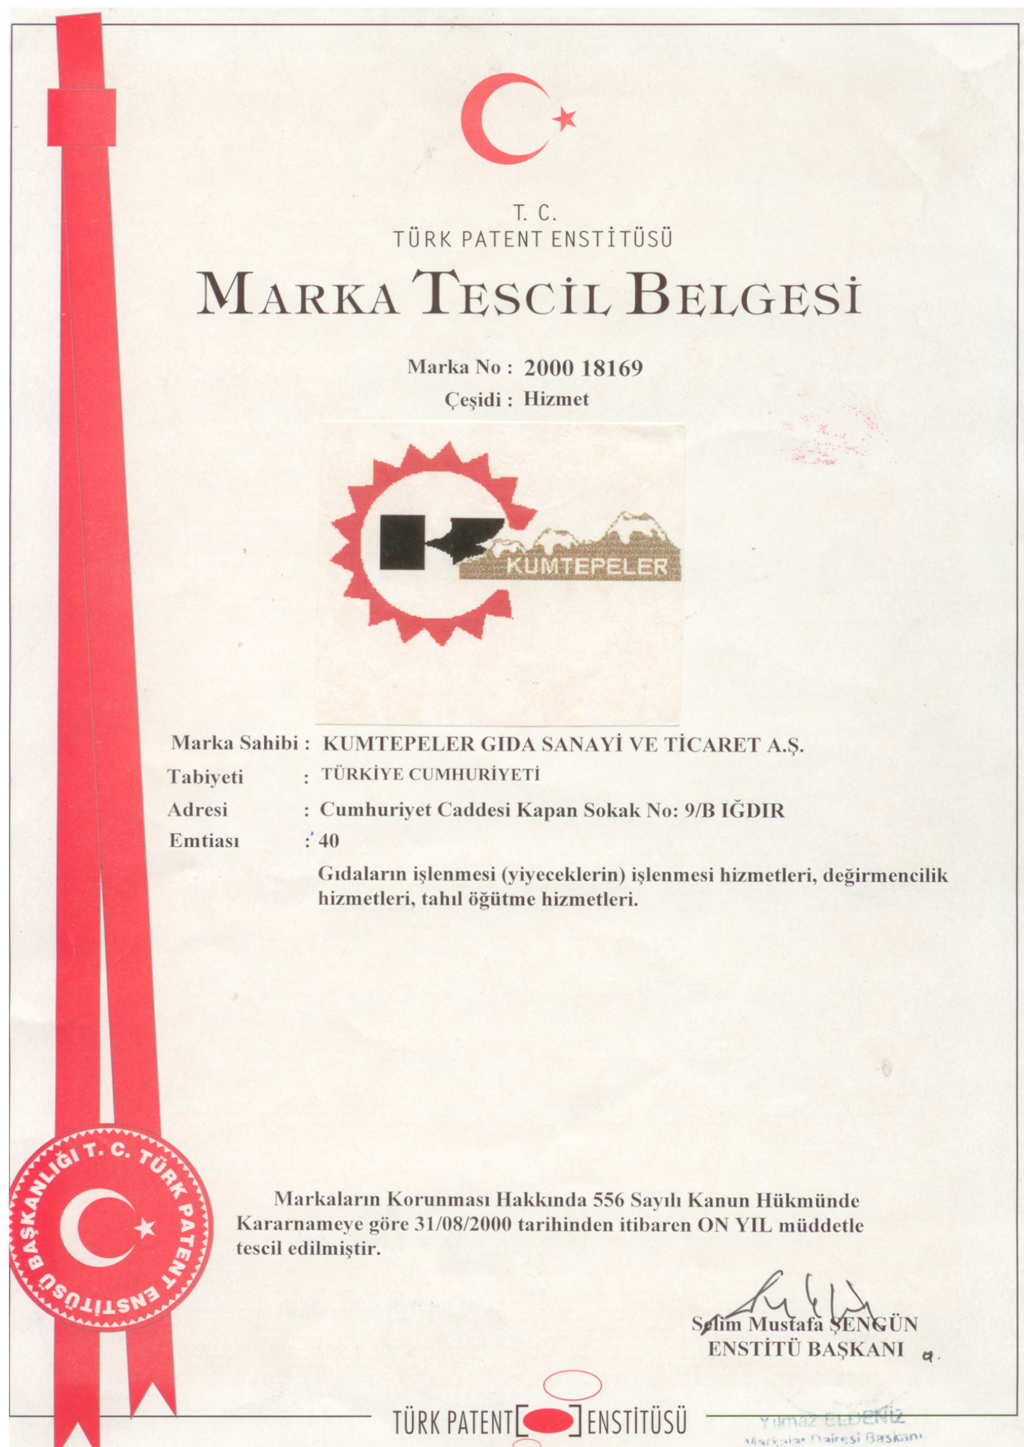 T. C.
TÜRK PATENT ENSTİTÜSÜ
MARKA TESCİL BELGESİ
Marka No : 2000 18169
Çeşidi : Hizmet
K
KUMTEPELER
Marka Sahibi : KUMTEPELER GIDA SANAYİ VE TİCARET A.Ş.
Tabiyeti : TÜRKİYE CUMHURİYETİ
Adresi : Cumhuriyet Caddesi Kapan Sokak No: 9/B IĞDIR
Emtiası : 40
Gıdaların işlenmesi (yiyeceklerin) işlenmesi hizmetleri, değirmencilik
hizmetleri, tahıl öğütme hizmetleri.
T. C. TÜRK PATENT ENSTİTÜSÜ BAŞKANLIĞI
Markaların Korunması Hakkında 556 Sayılı Kanun Hükmünde
Kararnameye göre 31/08/2000 tarihinden itibaren ON YIL müddetle
tescil edilmiştir.
Selim Mustafa ŞENGÜN
ENSTİTÜ BAŞKANI
TÜRK PATENT ENSTİTÜSÜ
Yılmaz ELDENİZ
Markalar Dairesi Başkanı